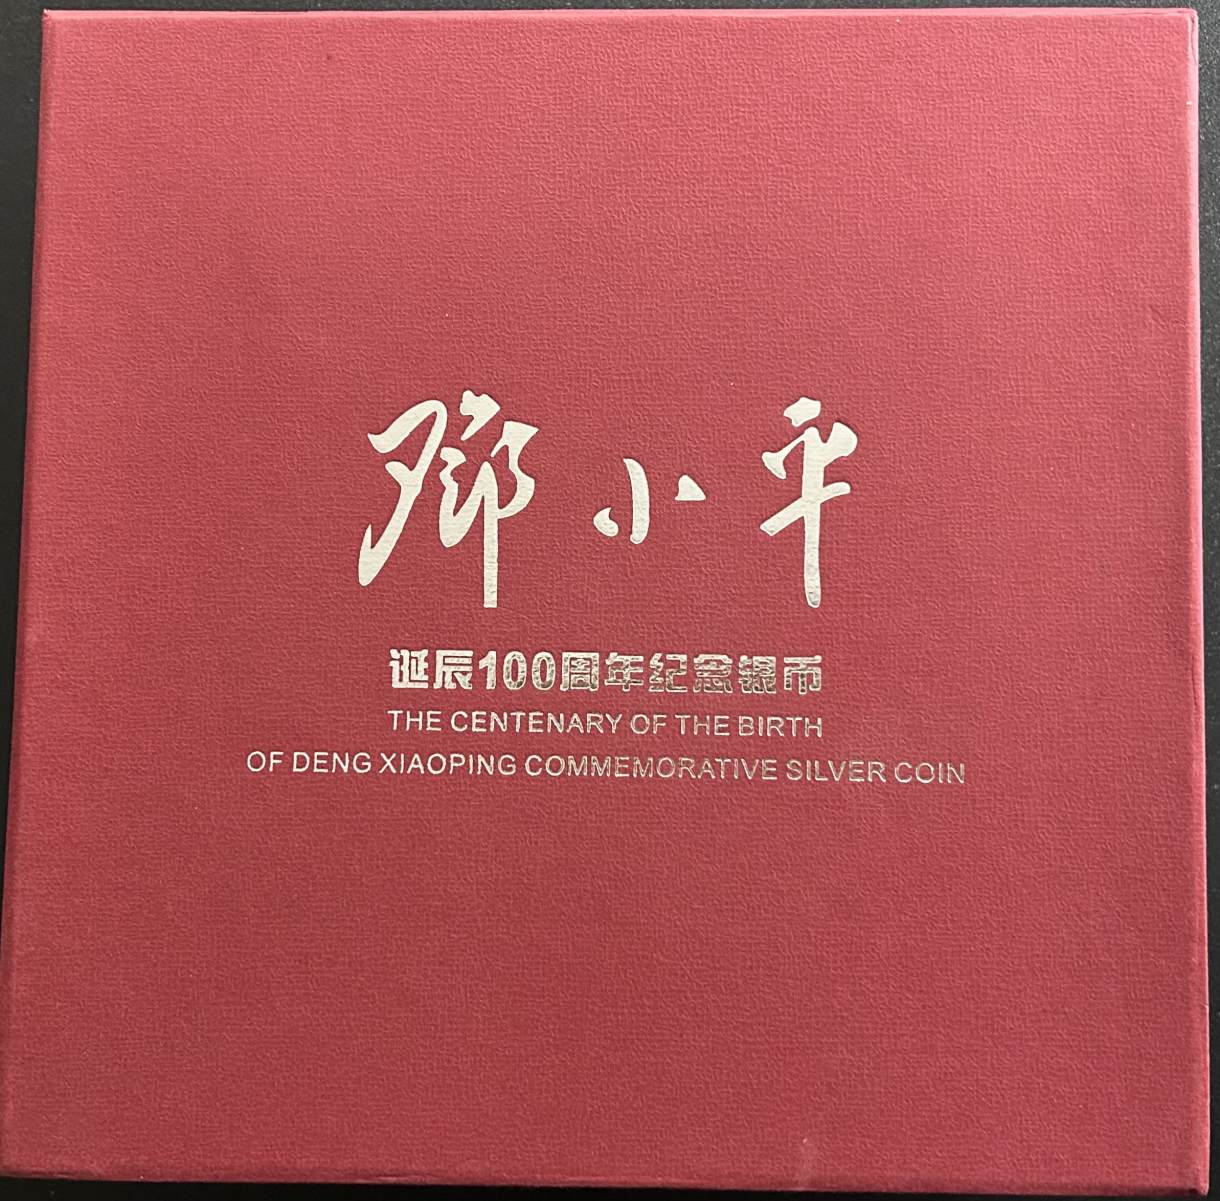 邓小平
诞辰100周年纪念银币
THE CENTENARY OF THE BIRTH
OF DENG XIAOPING COMMEMORATIVE SILVER COIN